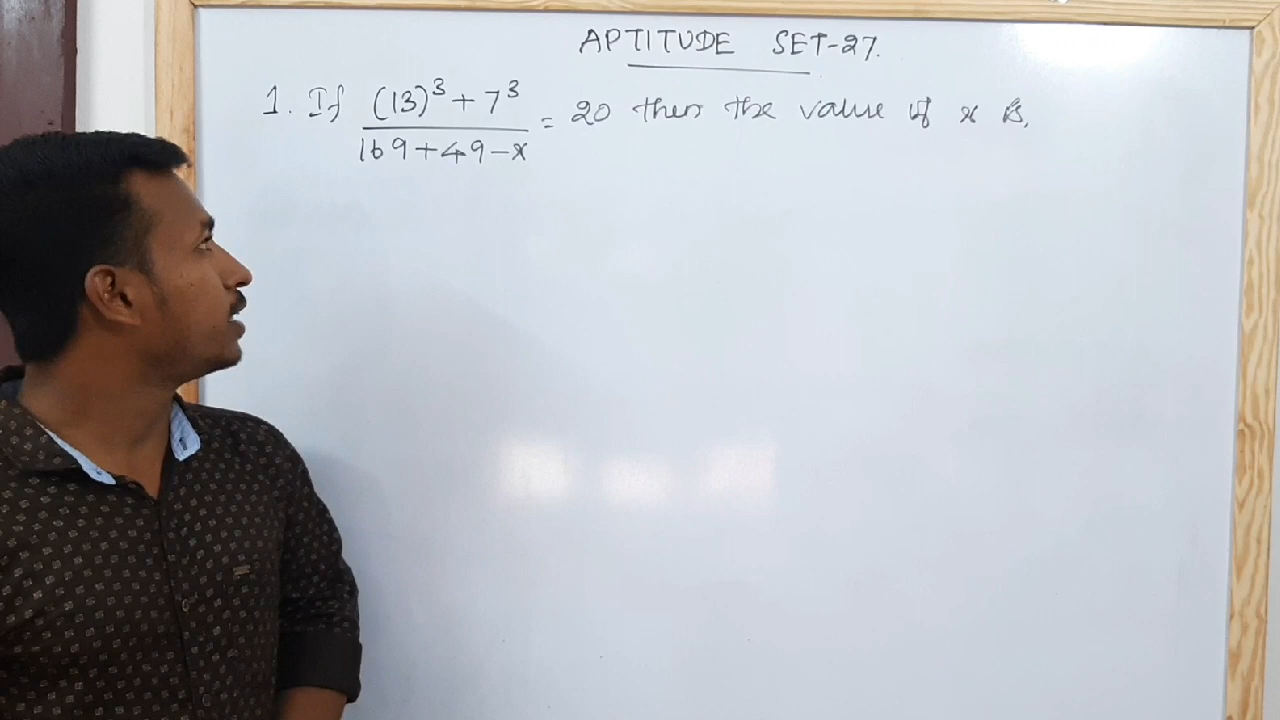 APTITUDE SET-27.
1. If (13)³ + 7³ / 169+49-x = 20 then the value of x is,